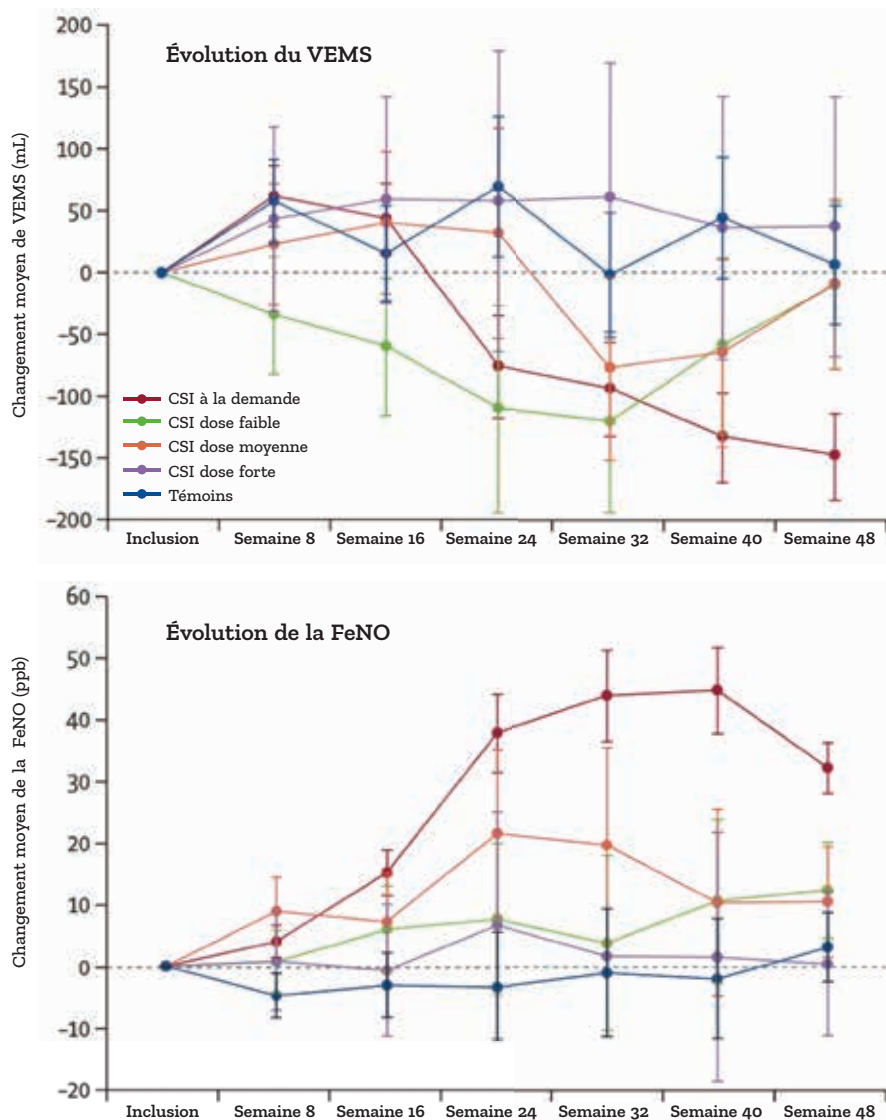 Évolution du VEMS
Changement moyen de VEMS (mL)
200
150
100
50
0
−50
−100
−150
−200
CSI à la demande
CSI dose faible
CSI dose moyenne
CSI dose forte
Témoins
Inclusion Semaine 8 Semaine 16 Semaine 24 Semaine 32 Semaine 40 Semaine 48
Évolution de la FeNO
Changement moyen de la FeNO (ppb)
60
50
40
30
20
10
0
−10
−20
Inclusion Semaine 8 Semaine 16 Semaine 24 Semaine 32 Semaine 40 Semaine 48